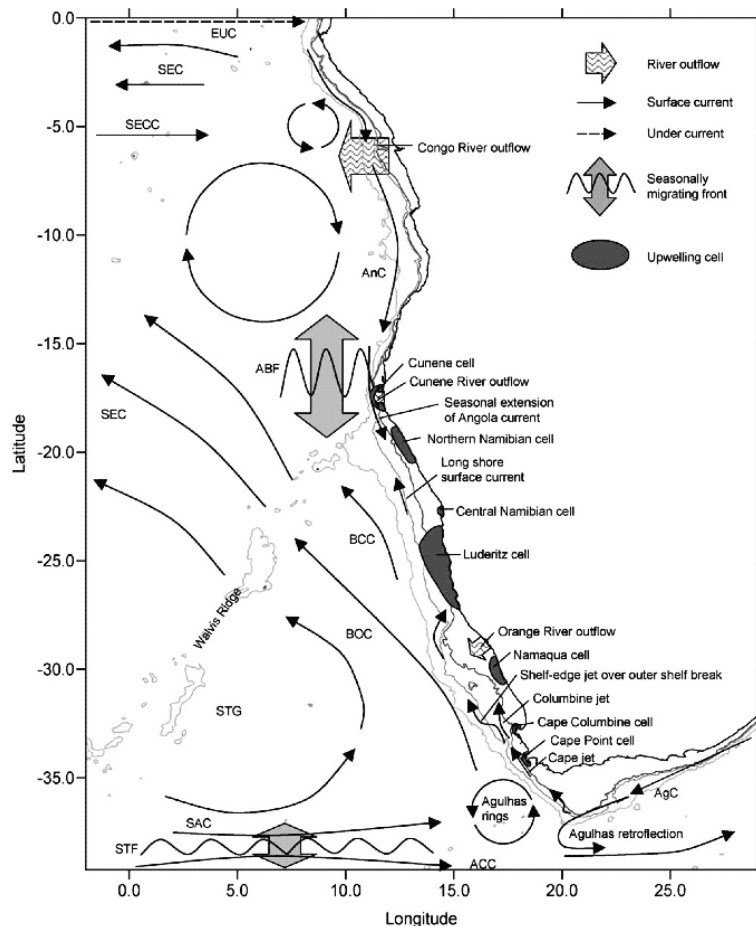 0.0
EUC
SEC
SECC
-5.0
Congo River outflow
River outflow
Surface current
Under current
Seasonally
migrating front
Upwelling cell
-10.0
AnC
-15.0
ABF
Cunene cell
Cunene River outflow
Seasonal extension
of Angola current
Northern Namibian cell
SEC
-20.0
Latitude
Long shore
surface current
Central Namibian cell
BCC
Luderitz cell
-25.0
Walvis Ridge
BOC
Orange River outflow
Namaqua cell
-30.0
Shelf-edge jet over outer shelf break
STG
Columbine jet
Cape Columbine cell
Cape Point cell
Cape jet
-35.0
AgC
Agulhas
rings
SAC
Agulhas retroflection
STF
ACC
0.0
5.0
10.0
15.0
20.0
25.0
Longitude